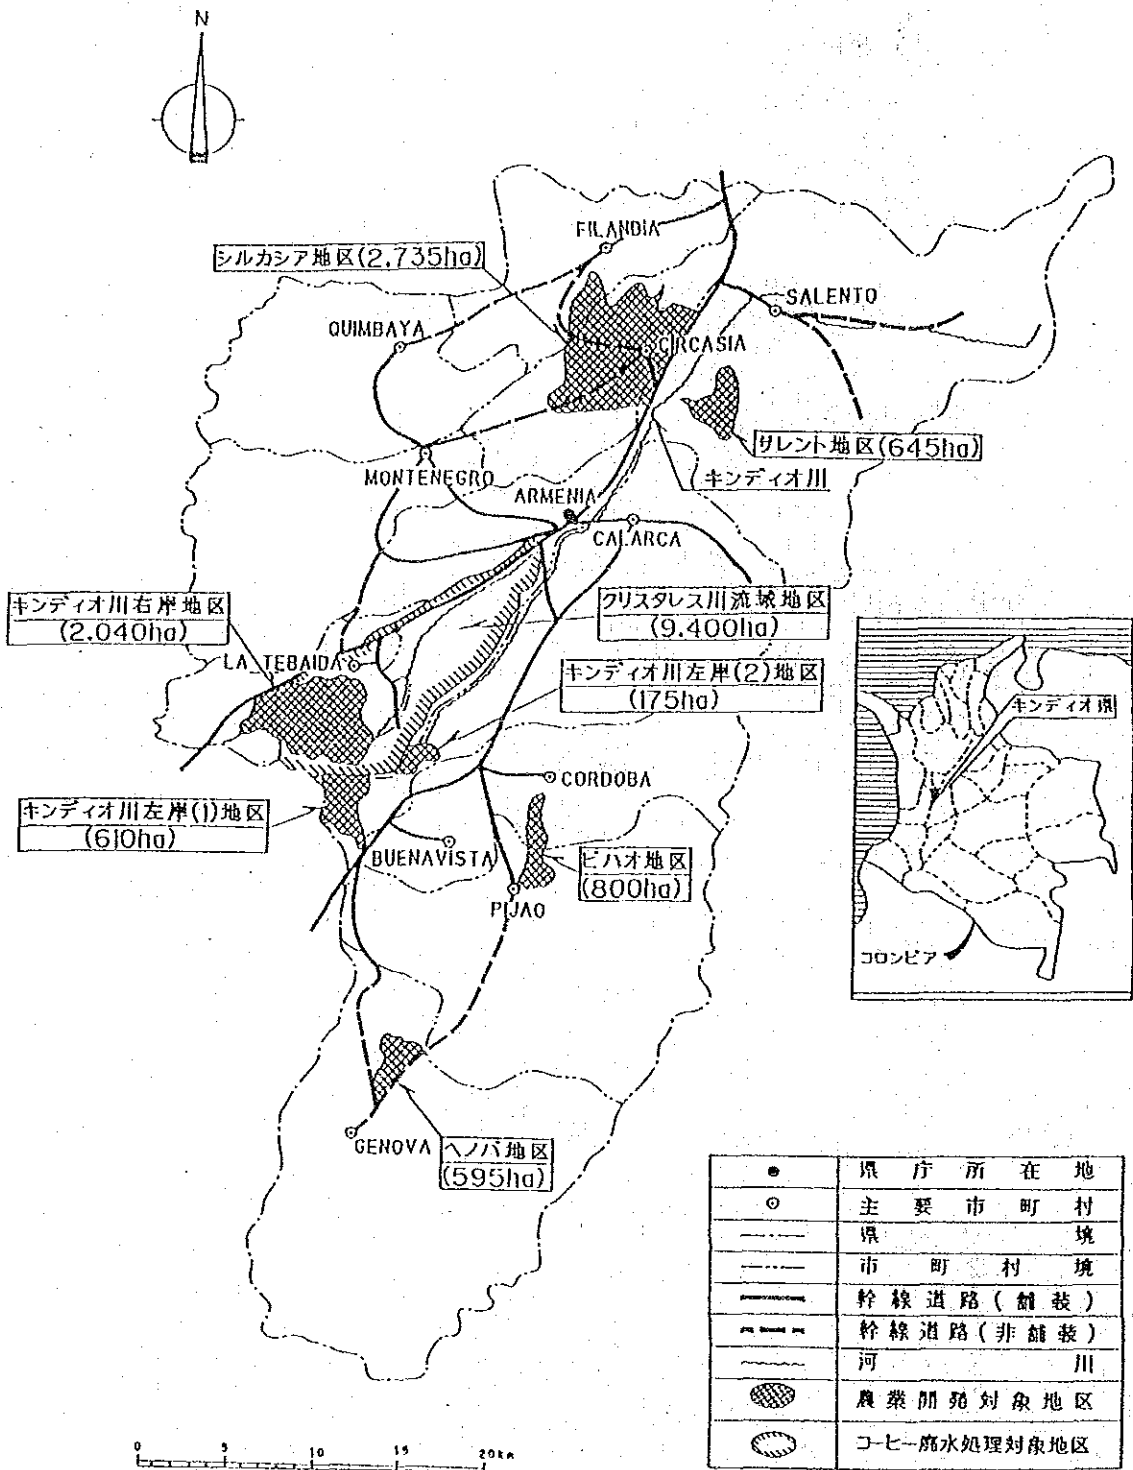 N
FILANDIA
シルカシア地区(2.735ha)
SALENTO
QUIMBAYA
CIRCASIA
サレント地区(645ha)
MONTENEGRO
キンディオ川
ARMENIA
CALARCA
キンディオ川右岸地区
(2.040ha)
クリスタレス川流域地区
(9.400ha)
LA TEBAIDA
キンディオ川左岸(2)地区
(175ha)
キンディオ県
CORDOBA
キンディオ川左岸(1)地区
(610ha)
BUENAVISTA
ピハオ地区
(800ha)
PIJAO
コロンビア
GENOVA
ヘノバ地区
(595ha)
県庁所在地
主要市町村
県境
市町村境
幹線道路(舗装)
幹線道路(非舗装)
河川
農業開発対象地区
コーヒー廃水処理対象地区
0 5 10 15 20km